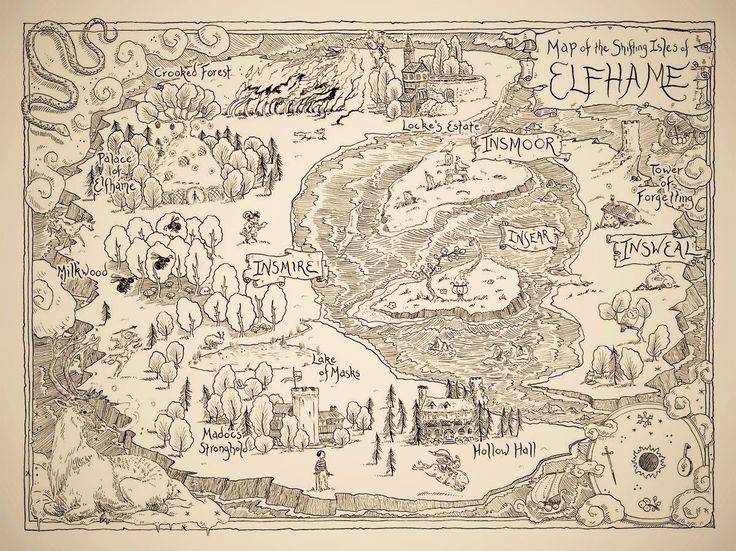 Map of the Shifting Isles of
ELFHAME
Crooked Forest
Locke's Estate
INSMOOR
Palace
of
Elfhame
Tower
of
Forgetting
INSEAR
INSWEAL
Milkwood
INSMIRE
Lake
of Masks
Madoc's
Stronghold
Hollow Hall